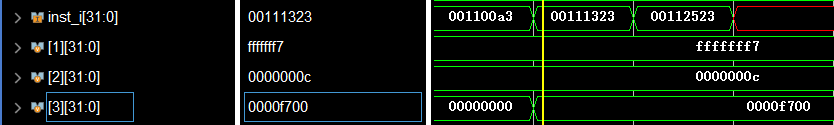 inst_i[31:0] 00111323 001100a3 00111323 00112523
[1][31:0] fffffff7 fffffff7
[2][31:0] 0000000c 0000000c
[3][31:0] 0000f700 00000000 0000f700